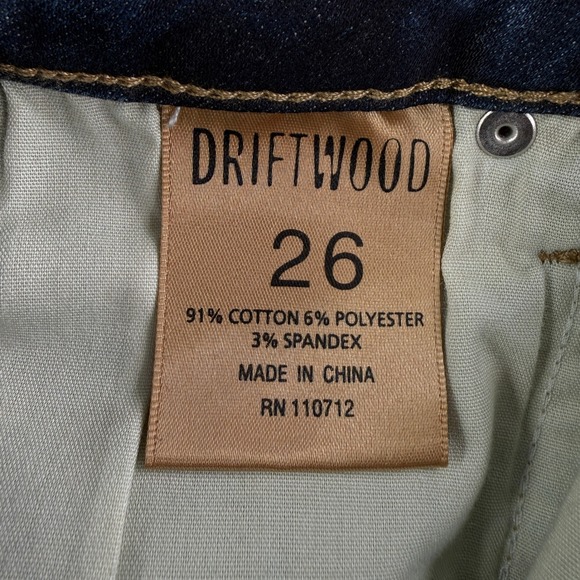 DRIFTWOOD
26
91% COTTON 6% POLYESTER
3% SPANDEX
MADE IN CHINA
RN 110712